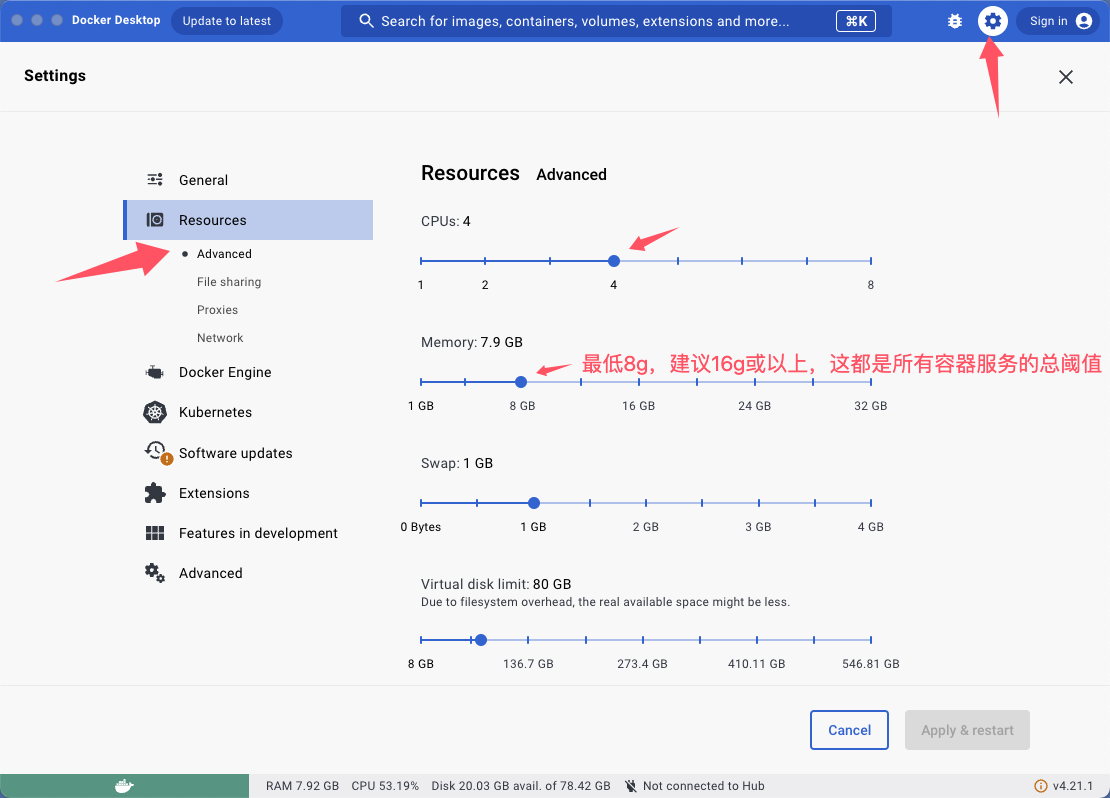 Docker Desktop
Update to latest
Search for images, containers, volumes, extensions and more...
⌘K
Sign in
Settings
General
Resources
Advanced
File sharing
Proxies
Network
Docker Engine
Kubernetes
Software updates
Extensions
Features in development
Advanced
Resources Advanced
CPUs: 4
1 2 4 8
Memory: 7.9 GB
最低8g，建议16g或以上，这都是所有容器服务的总阈值
1 GB 8 GB 16 GB 24 GB 32 GB
Swap: 1 GB
0 Bytes 1 GB 2 GB 3 GB 4 GB
Virtual disk limit: 80 GB
Due to filesystem overhead, the real available space might be less.
8 GB 136.7 GB 273.4 GB 410.11 GB 546.81 GB
Cancel
Apply & restart
RAM 7.92 GB CPU 53.19% Disk 20.03 GB avail. of 78.42 GB Not connected to Hub v4.21.1